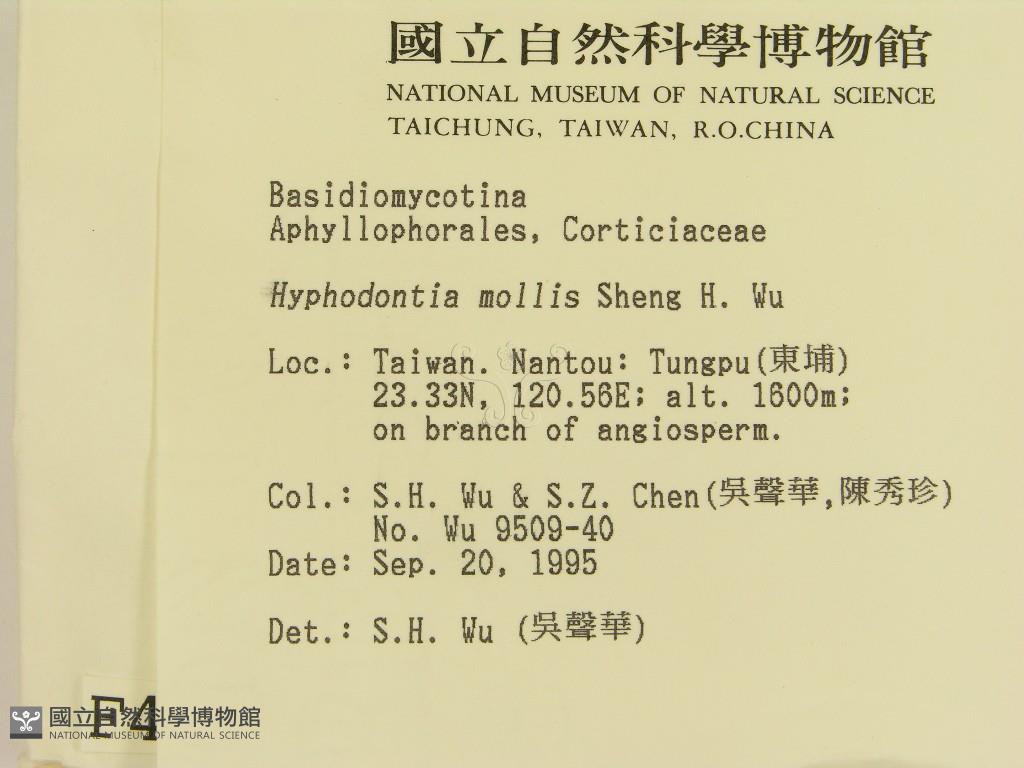 國立自然科學博物館
NATIONAL MUSEUM OF NATURAL SCIENCE
TAICHUNG, TAIWAN, R.O.CHINA
Basidiomycotina
Aphyllophorales, Corticiaceae
Hyphodontia mollis Sheng H. Wu
Loc.: Taiwan. Nantou: Tungpu(東埔)
23.33N, 120.56E; alt. 1600m;
on branch of angiosperm.
Col.: S.H. Wu & S.Z. Chen(吳聲華,陳秀珍)
No. Wu 9509-40
Date: Sep. 20, 1995
Det.: S.H. Wu (吳聲華)
F4
國立自然科學博物館
NATIONAL MUSEUM OF NATURAL SCIENCE